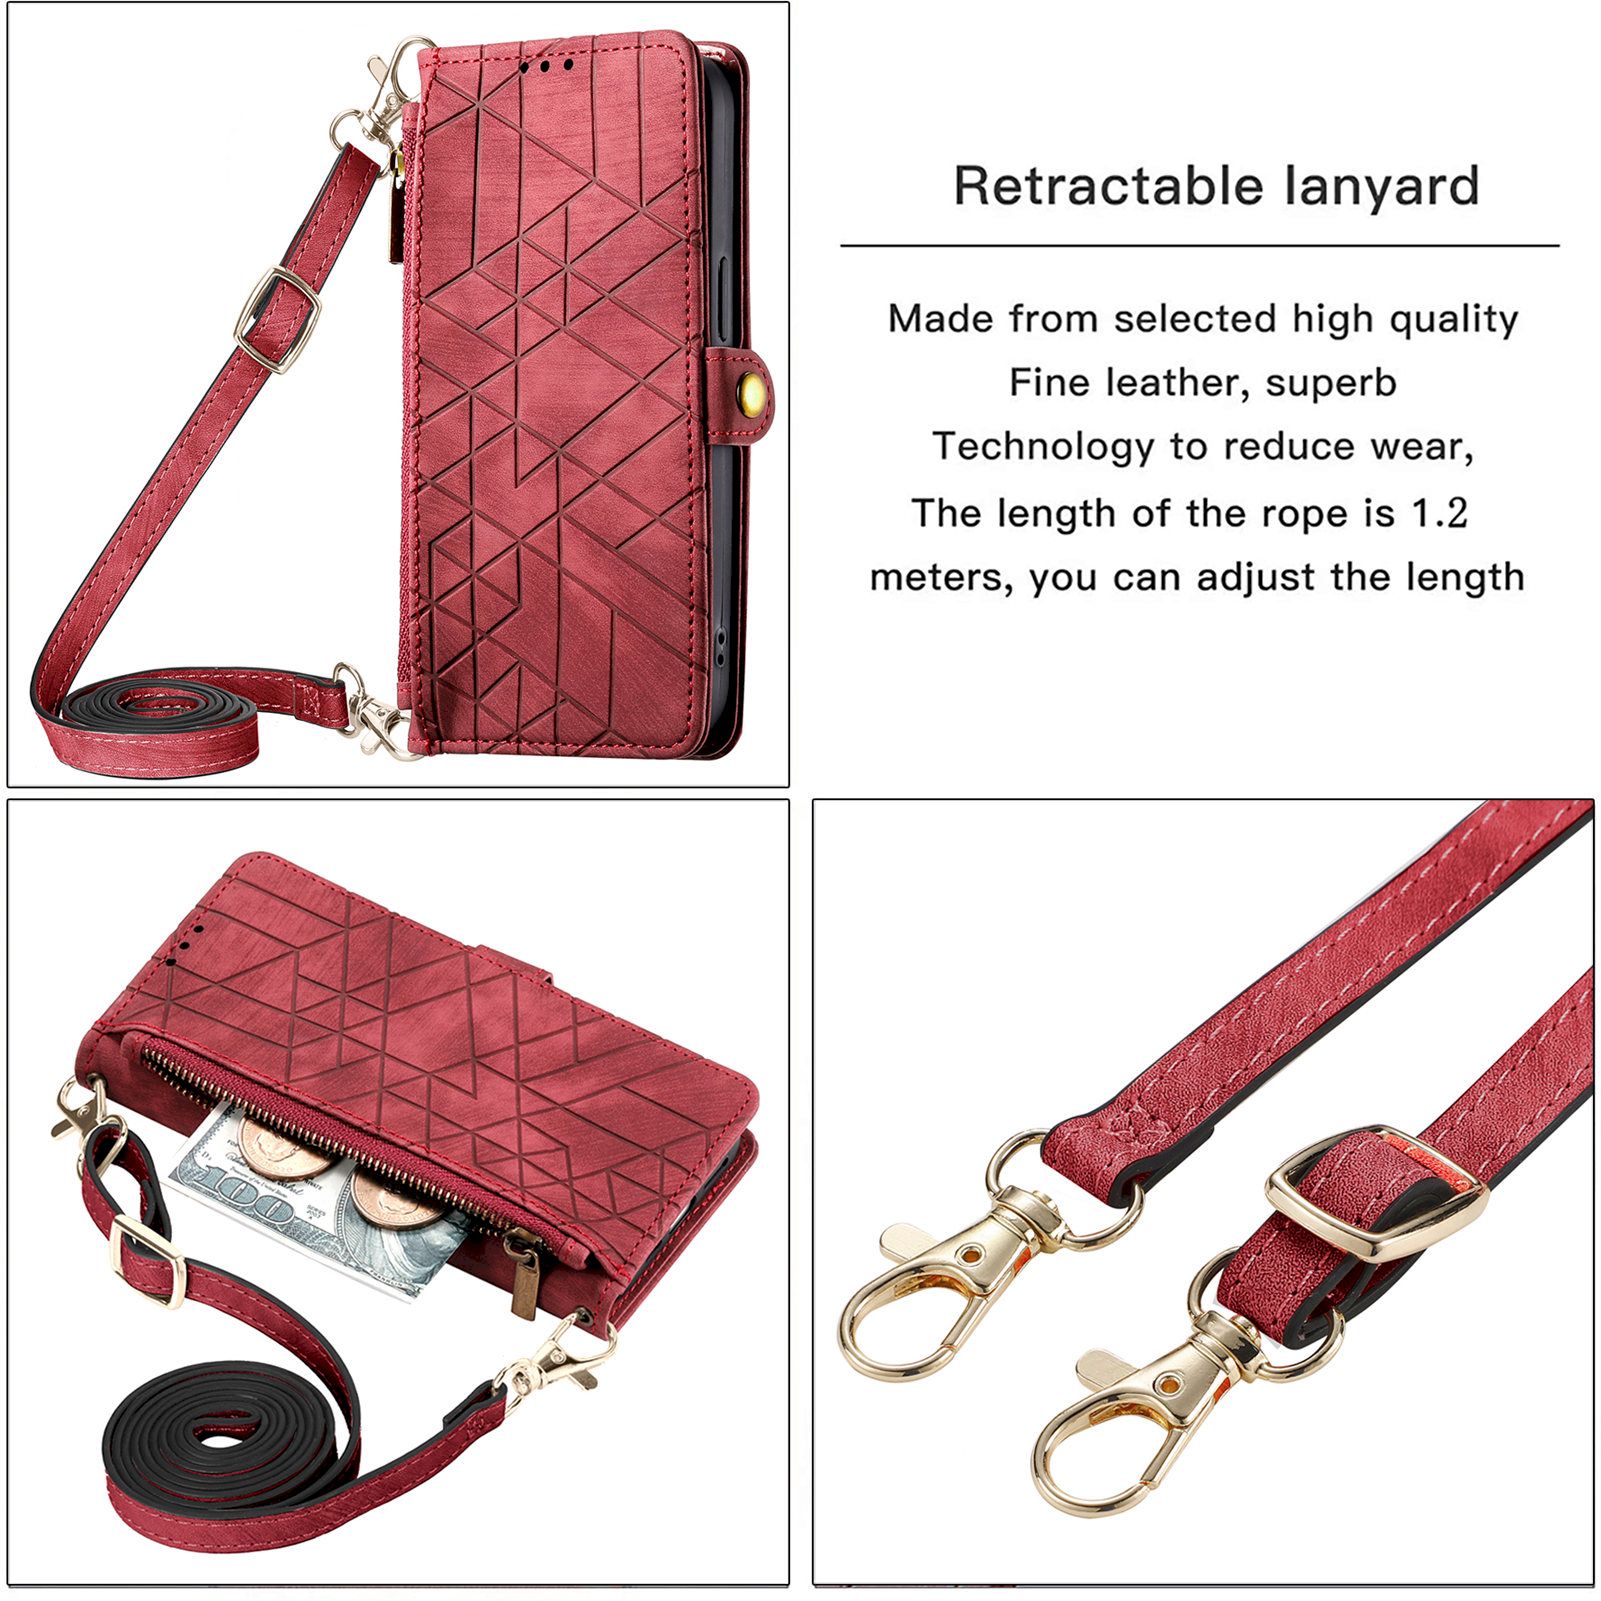 Retractable lanyard
Made from selected high quality
Fine leather, superb
Technology to reduce wear,
The length of the rope is 1.2
meters, you can adjust the length
100